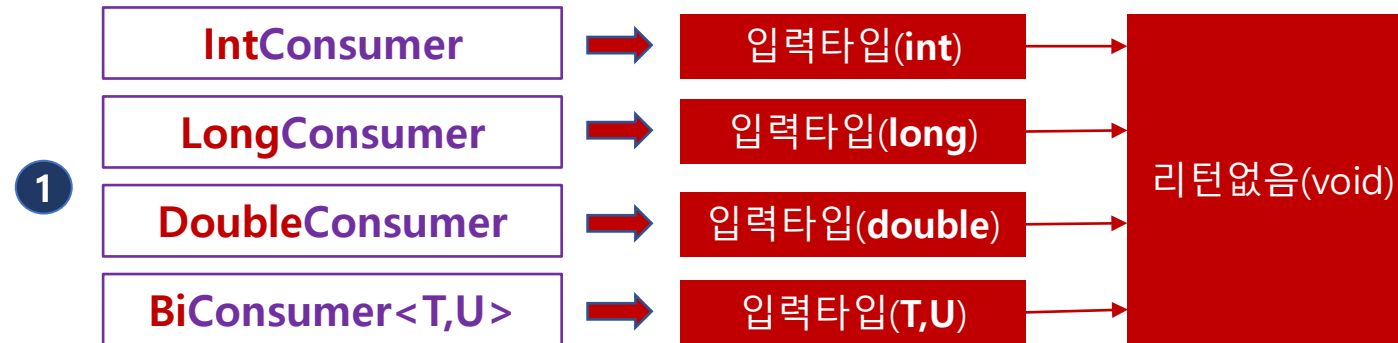 IntConsumer
입력타입(int)
LongConsumer
입력타입(long)
1
리턴없음(void)
DoubleConsumer
입력타입(double)
BiConsumer<T,U>
입력타입(T,U)